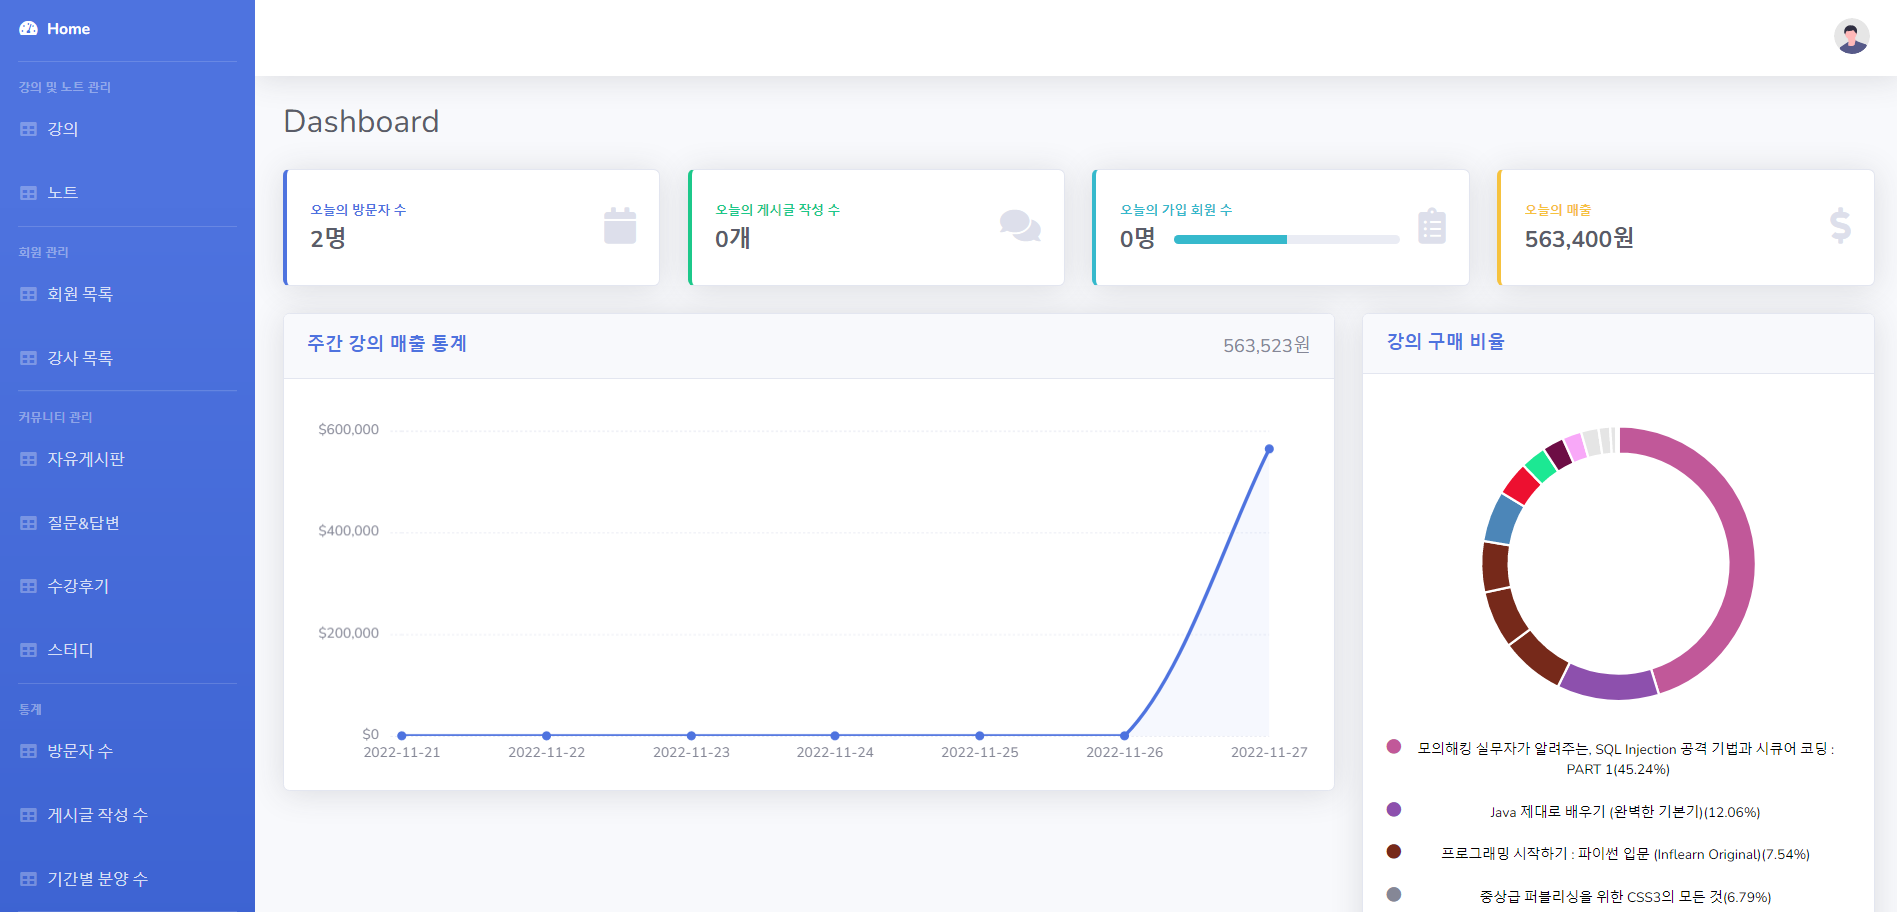 Home
강의 및 노트 관리
강의
노트
회원 관리
회원 목록
강사 목록
커뮤니티 관리
자유게시판
질문&답변
수강후기
스터디
통계
방문자 수
게시글 작성 수
기간별 분양 수
Dashboard
오늘의 방문자 수
2명
오늘의 게시글 작성 수
0개
오늘의 가입 회원 수
0명
오늘의 매출
563,400원
주간 강의 매출 통계
563,523원
$600,000
$400,000
$200,000
$0
2022-11-21
2022-11-22
2022-11-23
2022-11-24
2022-11-25
2022-11-26
2022-11-27
강의 구매 비율
모의해킹 실무자가 알려주는, SQL Injection 공격 기법과 시큐어 코딩 :
PART 1(45.24%)
Java 제대로 배우기 (완벽한 기본기)(12.06%)
프로그래밍 시작하기 : 파이썬 입문 (Inflearn Original)(7.54%)
중상급 퍼블리싱을 위한 CSS3의 모든 것(6.79%)